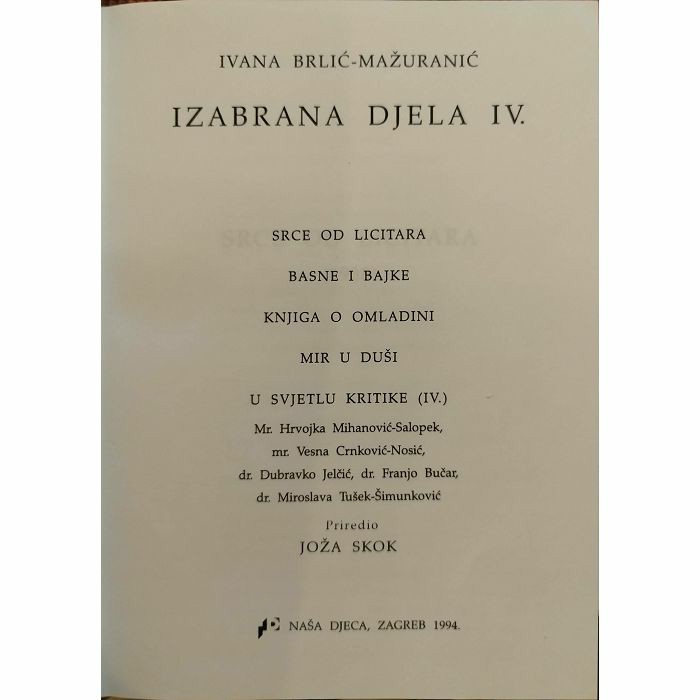 IVANA BRLIĆ-MAŽURANIĆ
IZABRANA DJELA IV.
SRCE OD LICITARA
BASNE I BAJKE
KNJIGA O OMLADINI
MIR U DUŠI
U SVJETLU KRITIKE (IV.)
Mr. Hrvojka Mihanović-Salopek,
mr. Vesna Crnković-Nosić,
dr. Dubravko Jelčić, dr. Franjo Bučar,
dr. Miroslava Tušek-Šimunković
Priredio
JOŽA SKOK
NAŠA DJECA, ZAGREB 1994.